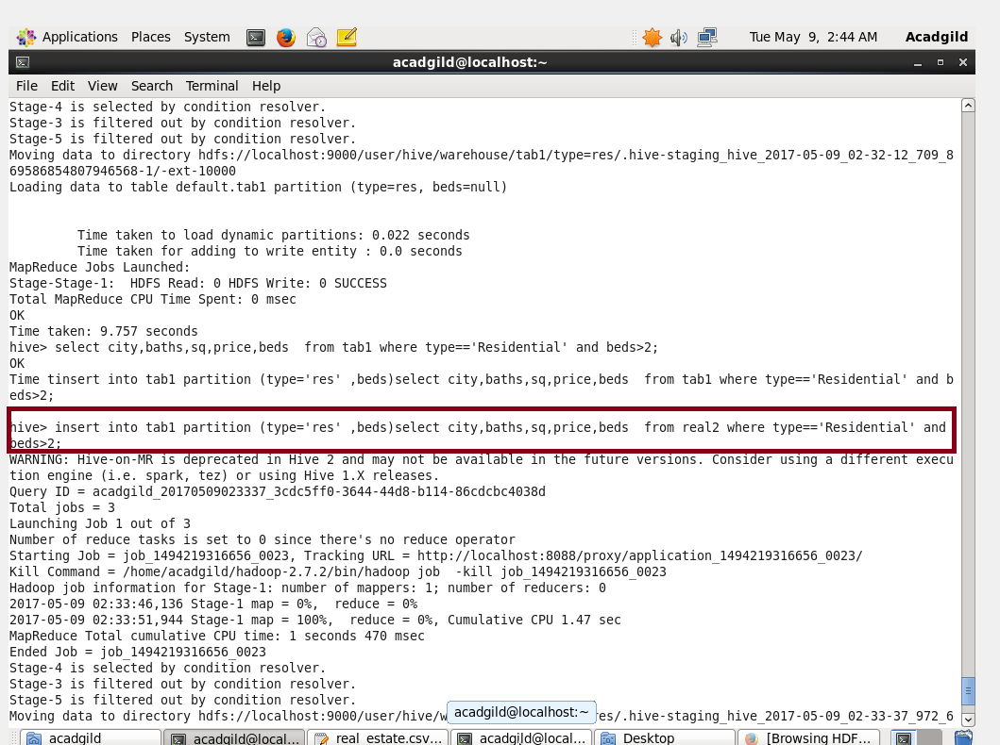 Applications Places System Tue May 9, 2:44 AM Acadgild
acadgild@localhost:~
File Edit View Search Terminal Help
Stage-4 is selected by condition resolver.
Stage-3 is filtered out by condition resolver.
Stage-5 is filtered out by condition resolver.
Moving data to directory hdfs://localhost:9000/user/hive/warehouse/tab1/type=res/.hive-staging_hive_2017-05-09_02-32-12_709_8
695868548079465​68-1/-ext-10000
Loading data to table default.tab1 partition (type=res, beds=null)
Time taken to load dynamic partitions: 0.022 seconds
Time taken for adding to write entity : 0.0 seconds
MapReduce Jobs Launched:
Stage-Stage-1:  HDFS Read: 0 HDFS Write: 0 SUCCESS
Total MapReduce CPU Time Spent: 0 msec
OK
Time taken: 9.757 seconds
hive> select city,baths,sq,price,beds  from tab1 where type=='Residential' and beds>2;
OK
Time tinsert into tab1 partition (type='res' ,beds)select city,baths,sq,price,beds  from tab1 where type=='Residential' and b
eds>2;
hive> insert into tab1 partition (type='res' ,beds)select city,baths,sq,price,beds  from real2 where type=='Residential' and
beds>2;
WARNING: Hive-on-MR is deprecated in Hive 2 and may not be available in the future versions. Consider using a different execu
tion engine (i.e. spark, tez) or using Hive 1.X releases.
Query ID = acadgild_20170509023337_3cdc5ff0-3644-44d8-b114-86cdcbc4038d
Total jobs = 3
Launching Job 1 out of 3
Number of reduce tasks is set to 0 since there's no reduce operator
Starting Job = job_1494219316656_0023, Tracking URL = http://localhost:8088/proxy/application_1494219316656_0023/
Kill Command = /home/acadgild/hadoop-2.7.2/bin/hadoop job  -kill job_1494219316656_0023
Hadoop job information for Stage-1: number of mappers: 1; number of reducers: 0
2017-05-09 02:33:46,136 Stage-1 map = 0%,  reduce = 0%
2017-05-09 02:33:51,944 Stage-1 map = 100%,  reduce = 0%, Cumulative CPU 1.47 sec
MapReduce Total cumulative CPU time: 1 seconds 470 msec
Ended Job = job_1494219316656_0023
Stage-4 is selected by condition resolver.
Stage-3 is filtered out by condition resolver.
Stage-5 is filtered out by condition resolver.
Moving data to directory hdfs://localhost:9000/user/hive/w acadgild@localhost:~ res/.hive-staging_hive_2017-05-09_02-33-37_972_6
acadgild acadgild@local... real_estate.csv... acadgild@local... Desktop [Browsing HDF...